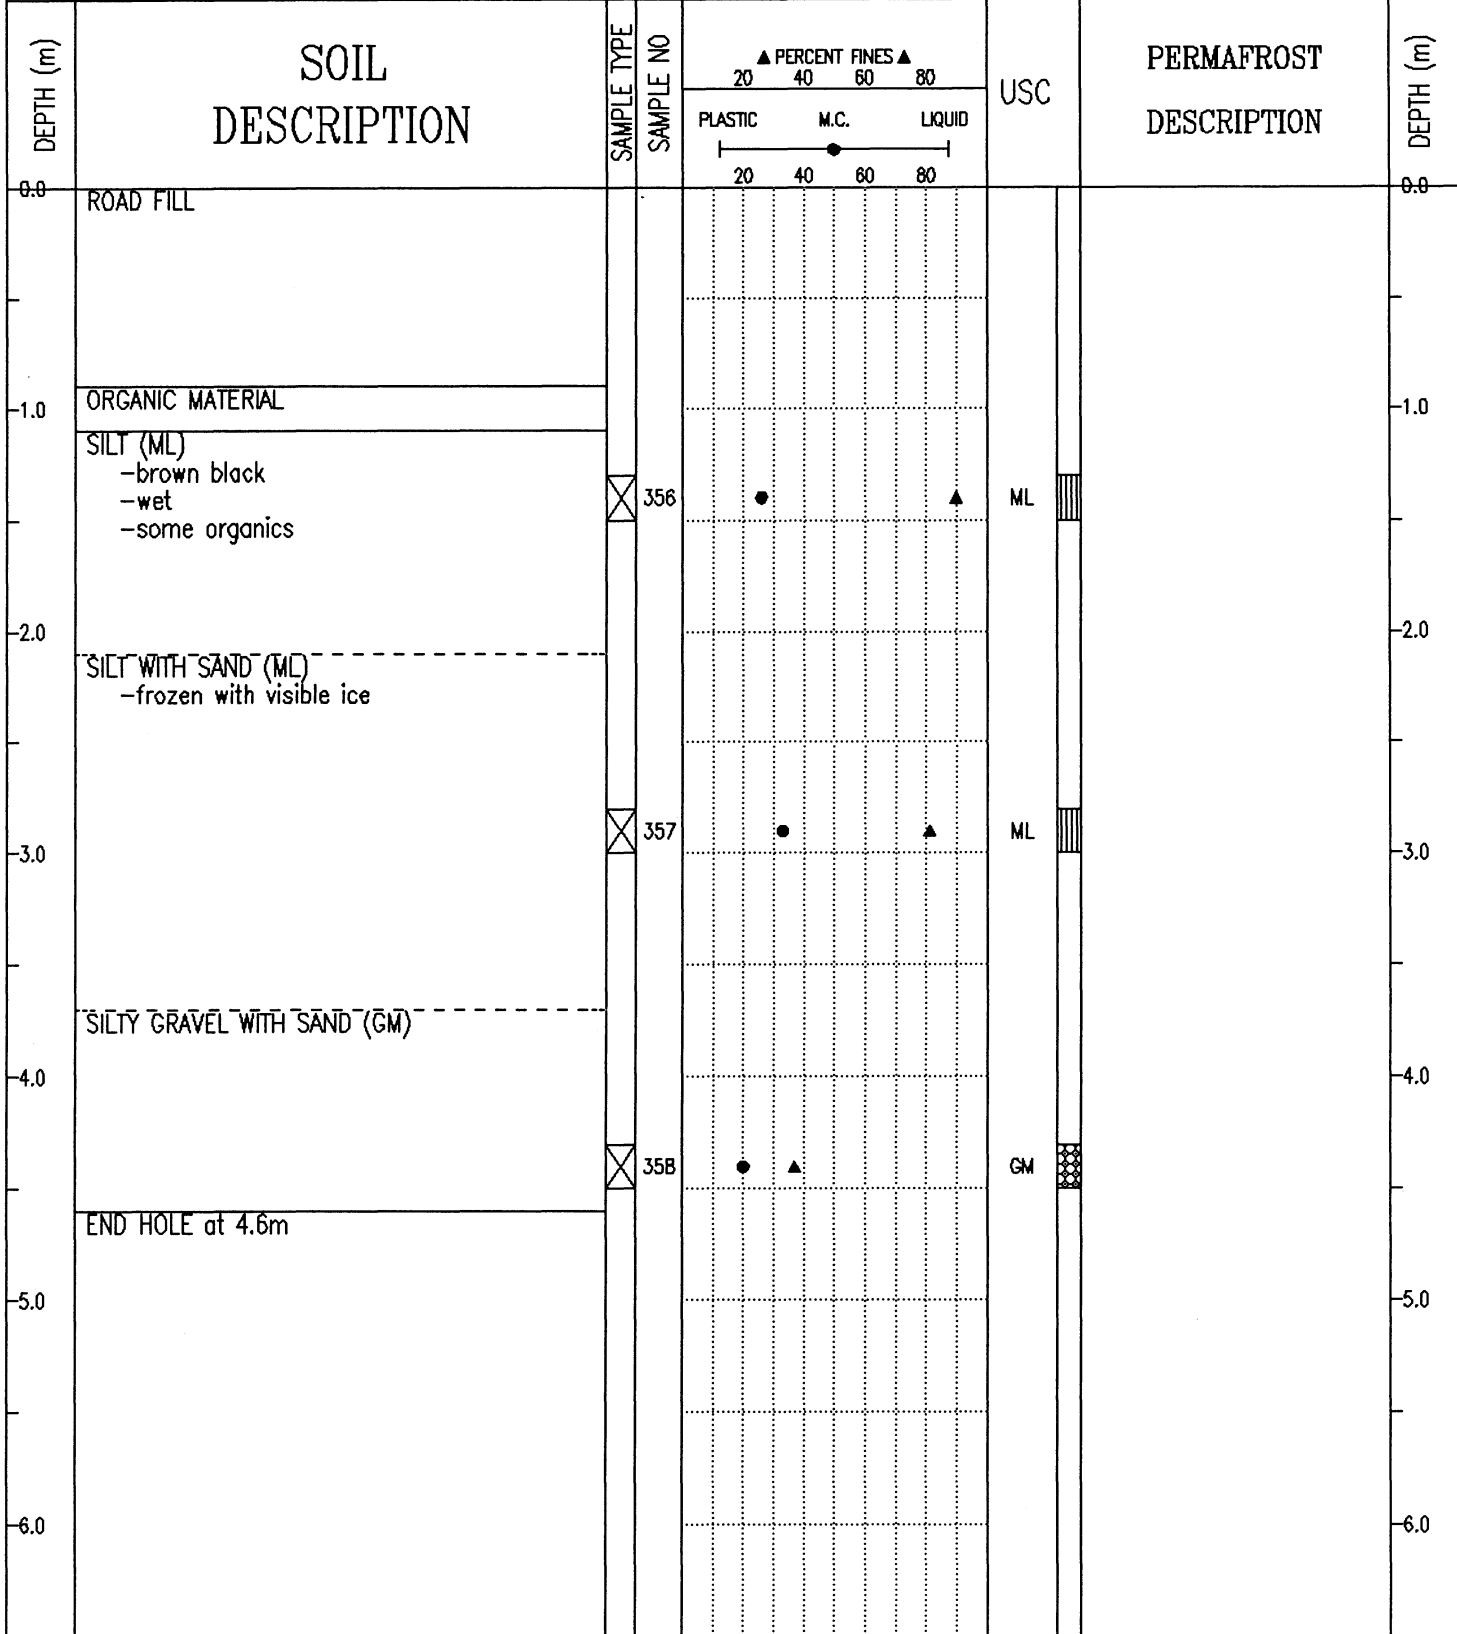 DEPTH (m)
SOIL
DESCRIPTION
SAMPLE TYPE
SAMPLE NO
▲ PERCENT FINES ▲
20 40 60 80
PLASTIC M.C. LIQUID
20 40 60 80
USC
PERMAFROST
DESCRIPTION
DEPTH (m)
0.0 0.0
ROAD FILL
ORGANIC MATERIAL
1.0 1.0
SILT (ML)
-brown black
-wet
-some organics
356 ML
2.0 2.0
SILT WITH SAND (ML)
-frozen with visible ice
357 ML
3.0 3.0
SILTY GRAVEL WITH SAND (GM)
4.0 4.0
358 GM
END HOLE at 4.6m
5.0 5.0
6.0 6.0